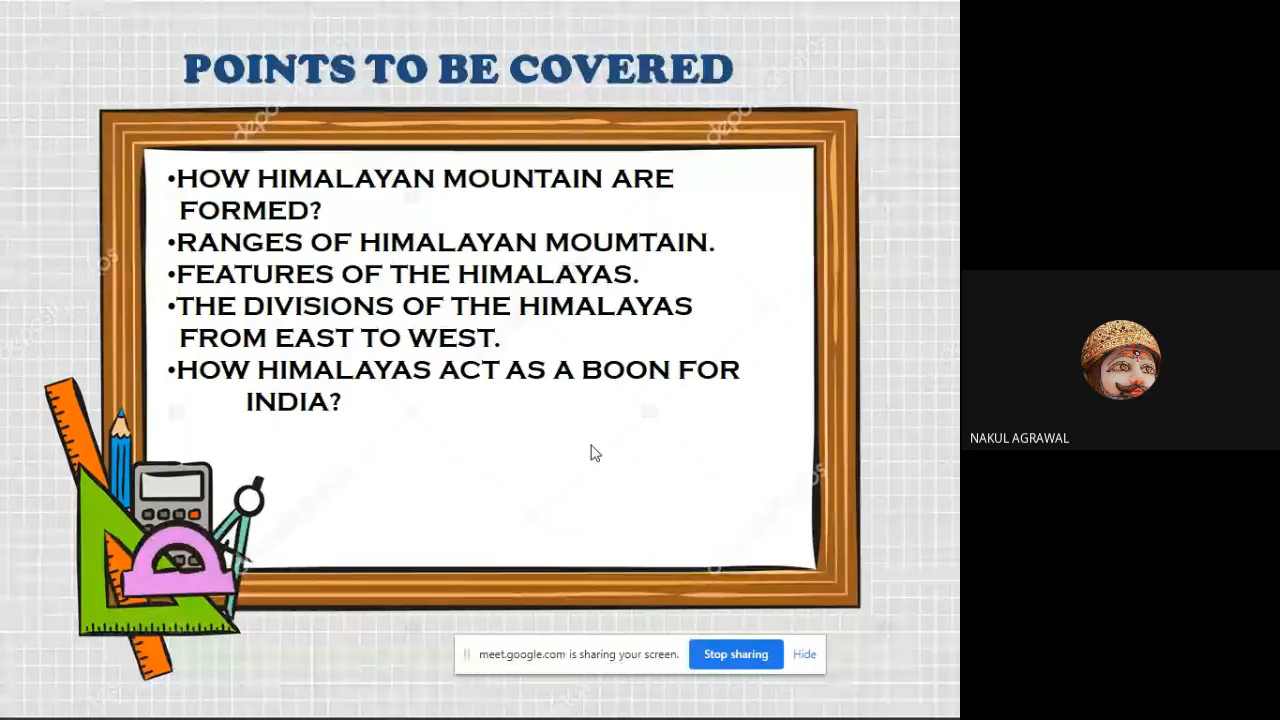 POINTS TO BE COVERED
•HOW HIMALAYAN MOUNTAIN ARE
FORMED?
•RANGES OF HIMALAYAN MOUMTAIN.
•FEATURES OF THE HIMALAYAS.
•THE DIVISIONS OF THE HIMALAYAS
FROM EAST TO WEST.
•HOW HIMALAYAS ACT AS A BOON FOR
INDIA?
NAKUL AGRAWAL
meet.google.com is sharing your screen. Stop sharing Hide